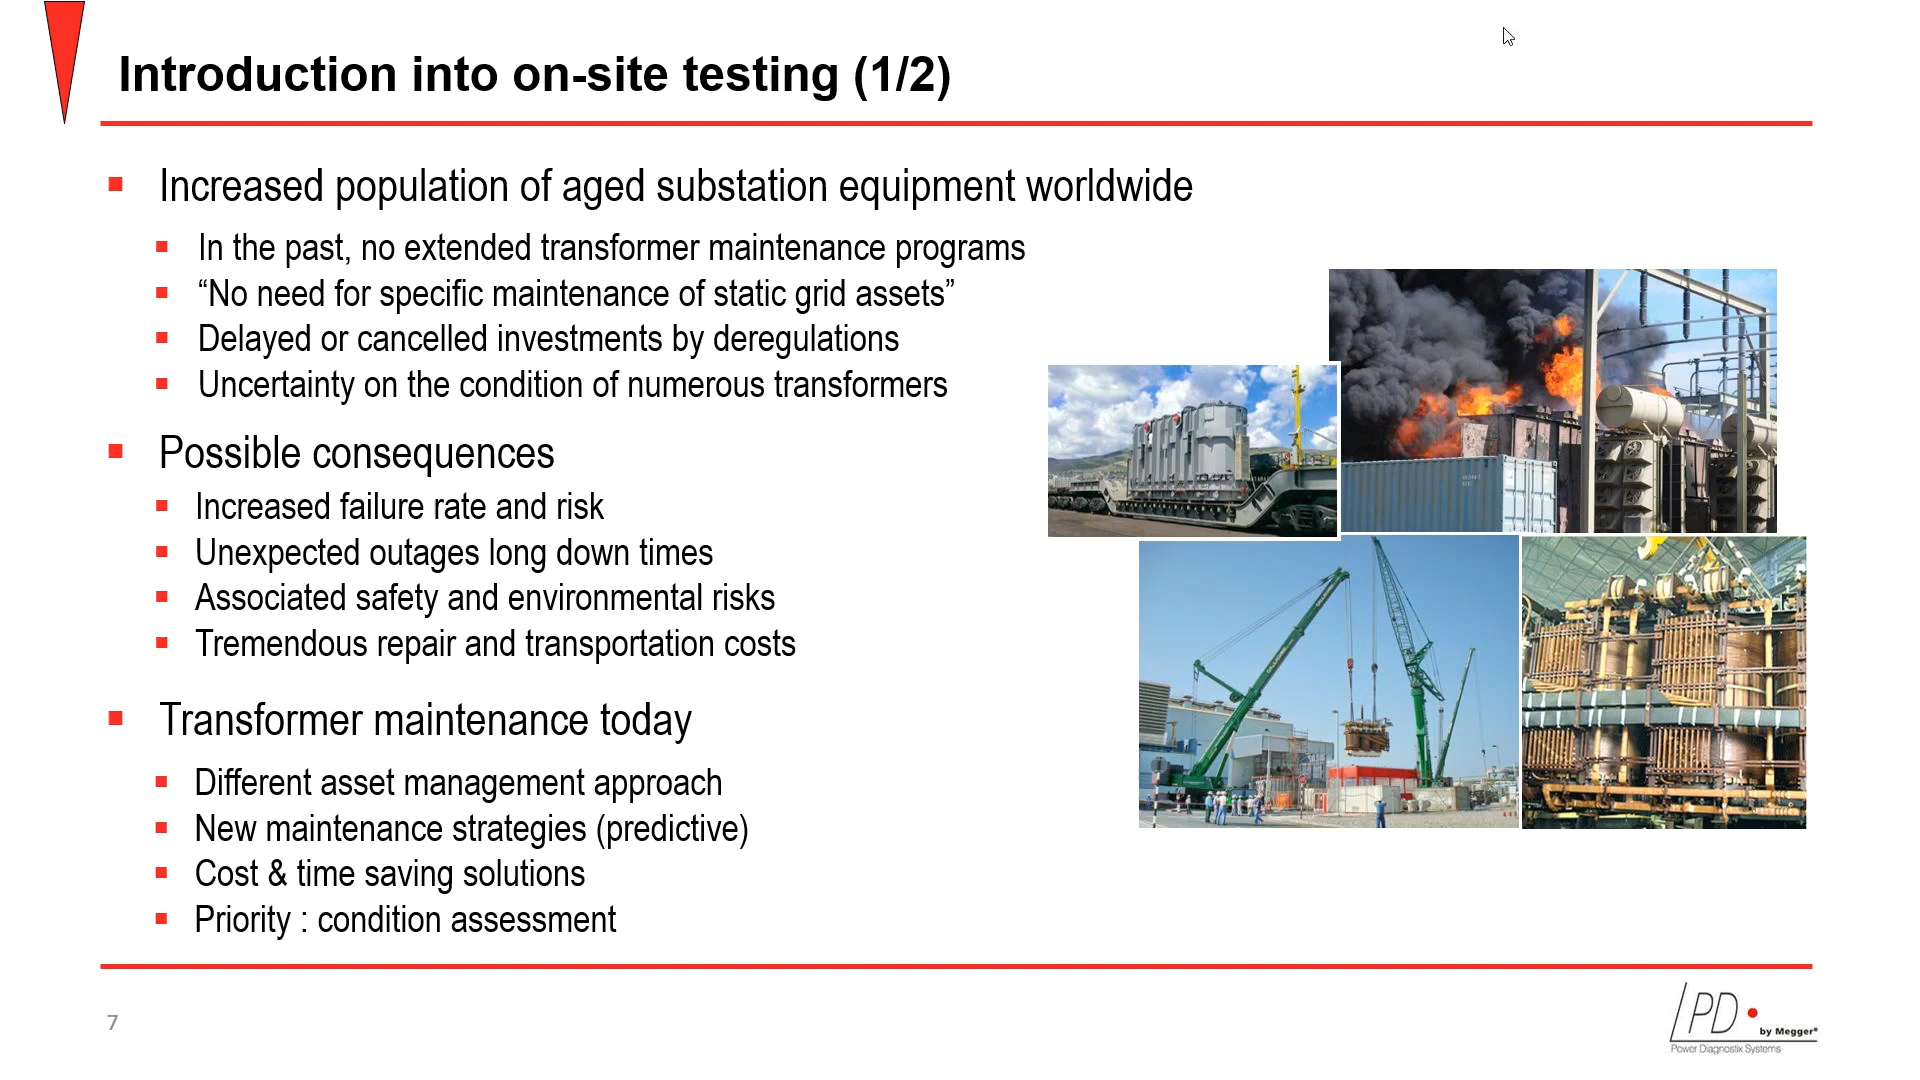 Introduction into on-site testing (1/2)
Increased population of aged substation equipment worldwide
In the past, no extended transformer maintenance programs
“No need for specific maintenance of static grid assets”
Delayed or cancelled investments by deregulations
Uncertainty on the condition of numerous transformers
Possible consequences
Increased failure rate and risk
Unexpected outages long down times
Associated safety and environmental risks
Tremendous repair and transportation costs
Transformer maintenance today
Different asset management approach
New maintenance strategies (predictive)
Cost & time saving solutions
Priority : condition assessment
7
PD
by Megger®
Power Diagnostix Systems